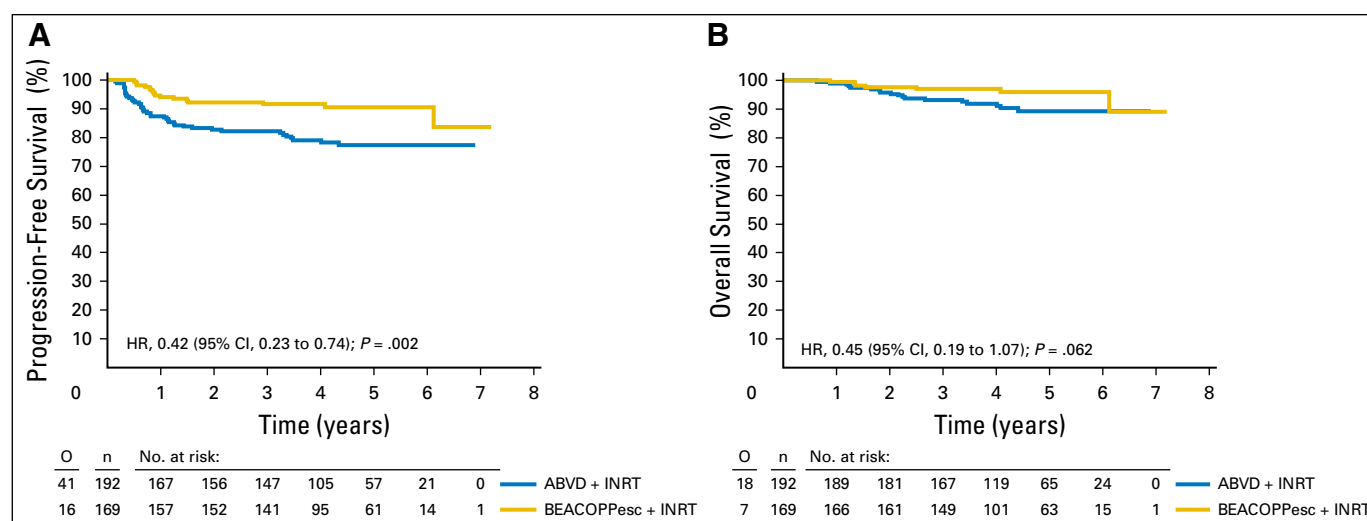 A
Progression-Free Survival (%)
100
90
80
70
60
50
40
30
20
10
HR, 0.42 (95% CI, 0.23 to 0.74); P = .002
0 1 2 3 4 5 6 7 8
Time (years)
O n No. at risk:
41 192 167 156 147 105 57 21 0 ABVD + INRT
16 169 157 152 141 95 61 14 1 BEACOPPesc + INRT
B
Overall Survival (%)
100
90
80
70
60
50
40
30
20
10
HR, 0.45 (95% CI, 0.19 to 1.07); P = .062
0 1 2 3 4 5 6 7 8
Time (years)
O n No. at risk:
18 192 189 181 167 119 65 24 0 ABVD + INRT
7 169 166 161 149 101 63 15 1 BEACOPPesc + INRT